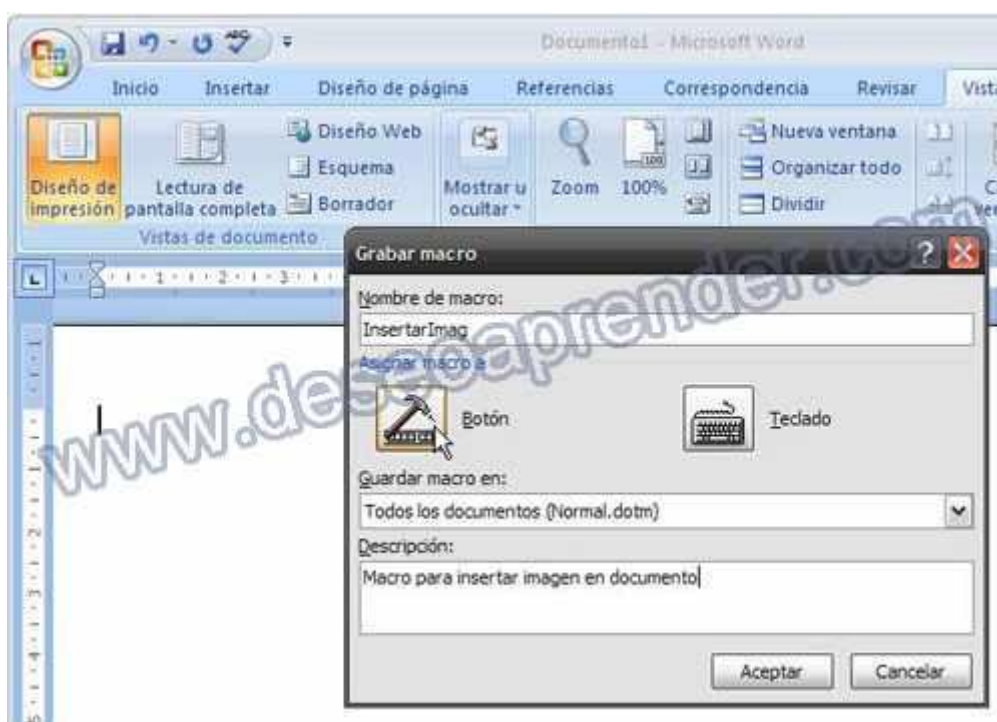 Documento1 - Microsoft Word
Inicio Insertar Diseño de página Referencias Correspondencia Revisar Vista
Diseño de impresión
Lectura de pantalla completa
Diseño Web
Esquema
Borrador
Mostrar u ocultar
Zoom
100%
Nueva ventana
Organizar todo
Dividir
Vistas de documento
Grabar macro
Nombre de macro:
InsertarImag
Asignar macro a
Botón Teclado
Guardar macro en:
Todos los documentos (Normal.dotm)
Descripción:
Macro para insertar imagen en documento
Aceptar Cancelar
www.deseoaprender.com